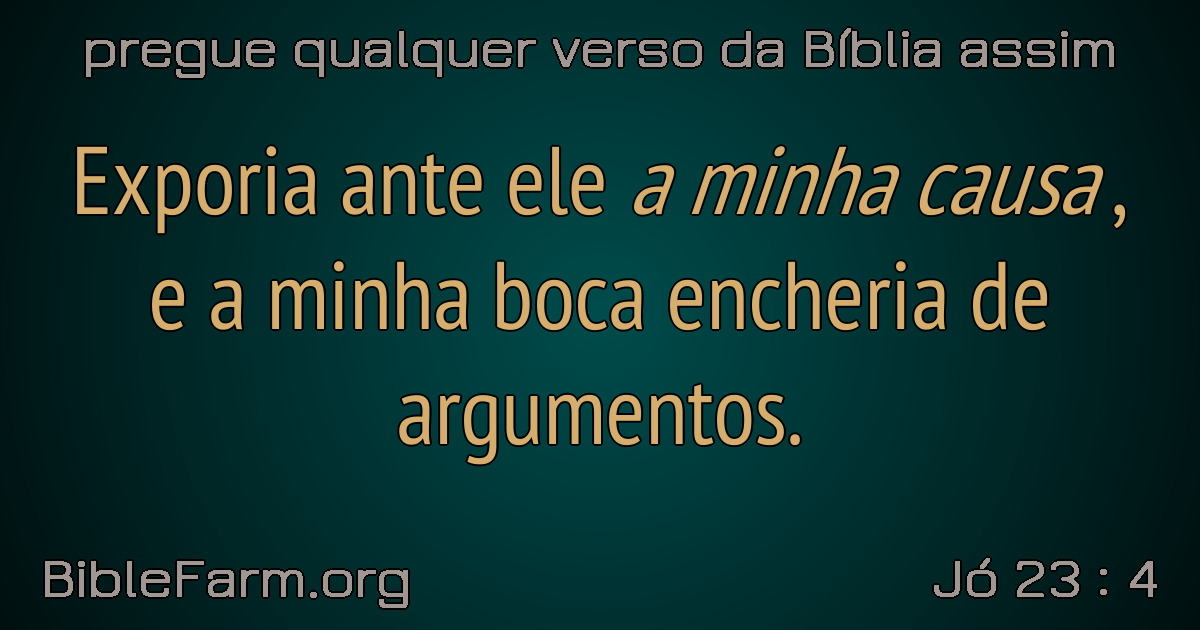 pregue qualquer verso da Bíblia assim
Exporia ante ele a minha causa,
e a minha boca encheria de
argumentos.
BibleFarm.org
Jó 23 : 4